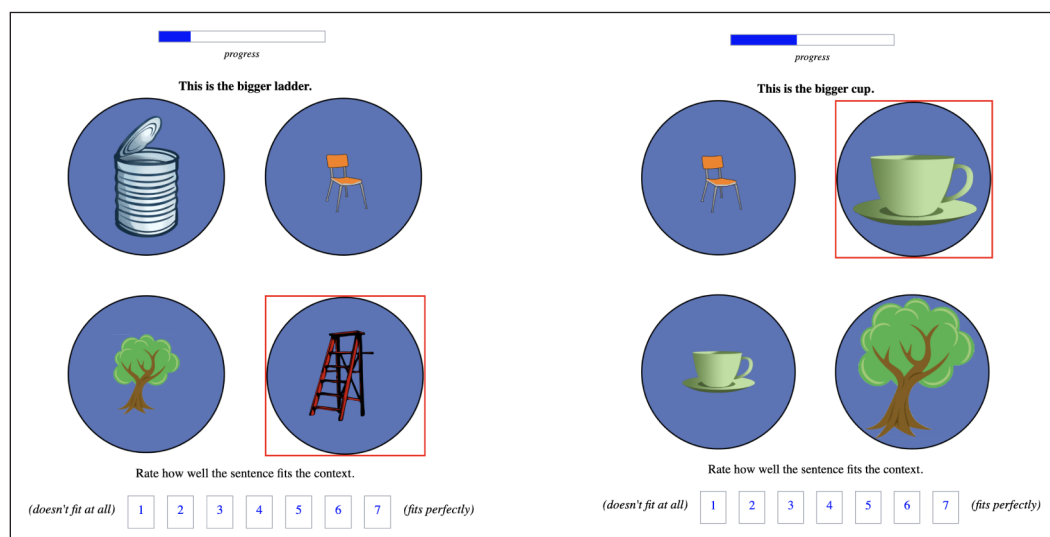 progress
This is the bigger ladder.
Rate how well the sentence fits the context.
(doesn't fit at all) 1 2 3 4 5 6 7 (fits perfectly)
progress
This is the bigger cup.
Rate how well the sentence fits the context.
(doesn't fit at all) 1 2 3 4 5 6 7 (fits perfectly)